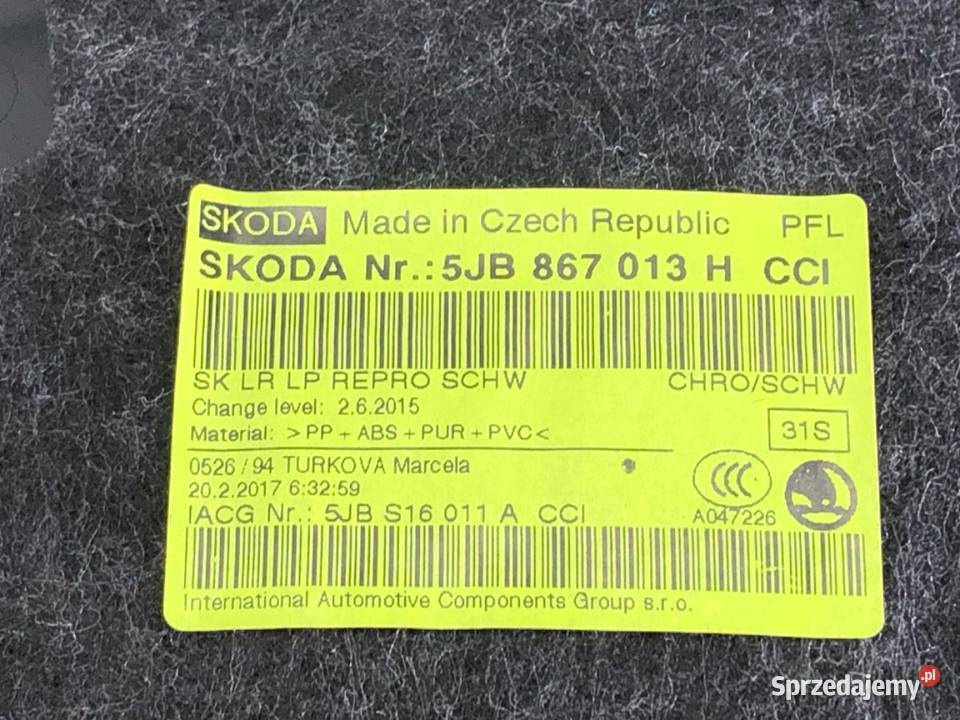 SKODA Made in Czech Republic PFL
SKODA Nr.: 5JB 867 013 H CCI
SK LR LP REPRO SCHW CHRO/SCHW
Change level: 2.6.2015
Material: >PP+ABS+PUR+PVC< 31S
0526/94 TURKOVA Marcela
20.2.2017 6:32:59
IACG Nr.: 5JB S16 011 A CCI A047226
International Automotive Components Group s.r.o.
Sprzedajemy.pl